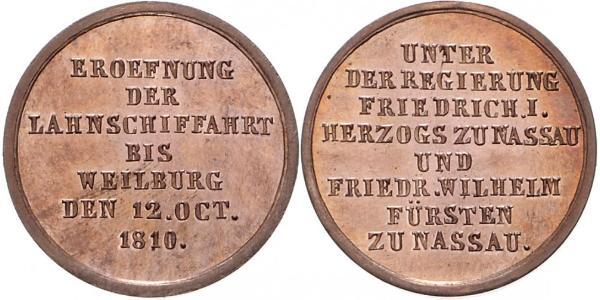 EROEFNUNG
DER
LAHNSCHIFFAHRT
BIS
WEILBURG
DEN 12.OCT.
1810.
UNTER
DER REGIERUNG
FRIEDRICH.I.
HERZOGS ZU NASSAU
UND
FRIEDR.WILHELM
FÜRSTEN
ZU NASSAU.